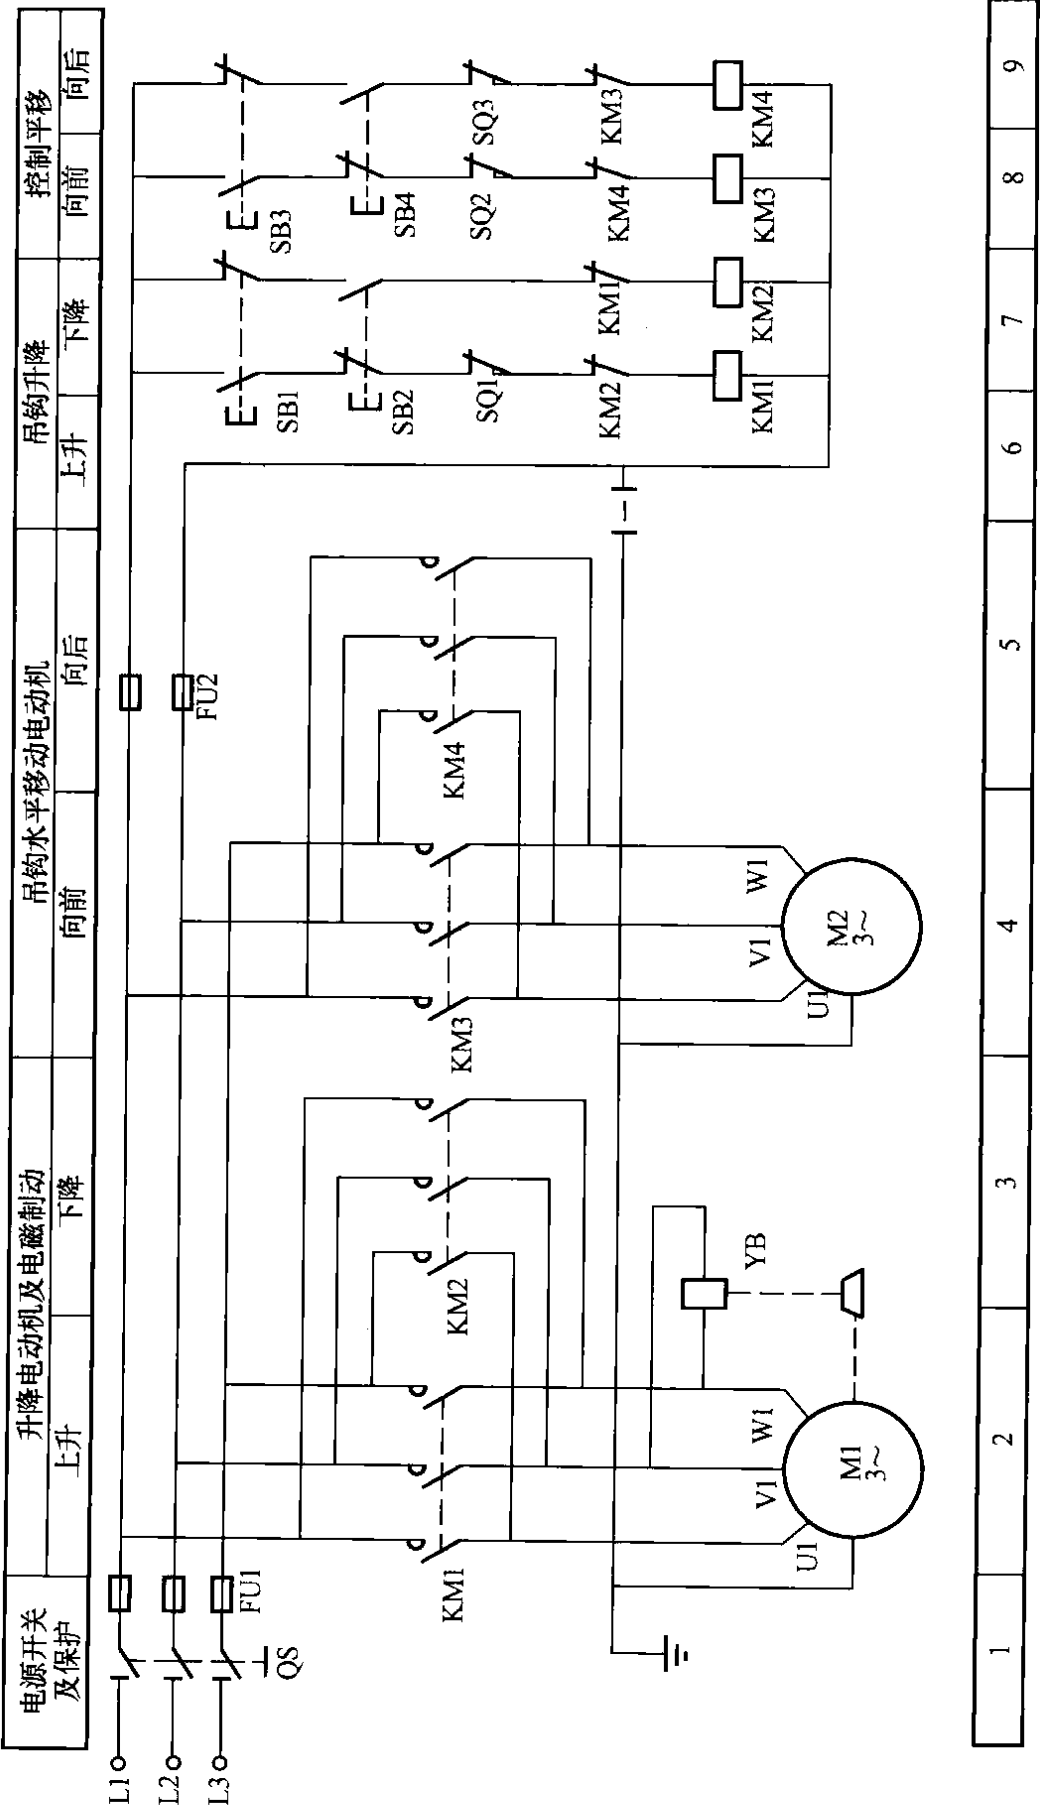 电源开关
及保护
升降电动机及电磁制动
上升
下降
吊钩水平移动电动机
向前
向后
吊钩升降
上升
下降
控制平移
向前
向后
L1
L2
L3
QS
FU1
FU2
KM1
KM2
KM3
KM4
U1
V1
W1
M1
3~
YB
U1
V1
W1
M2
3~
SB1
SB2
SQ1
KM2
KM1
KM1
KM2
SB3
SB4
SQ2
KM4
KM3
SQ3
KM3
KM4
1
2
3
4
5
6
7
8
9